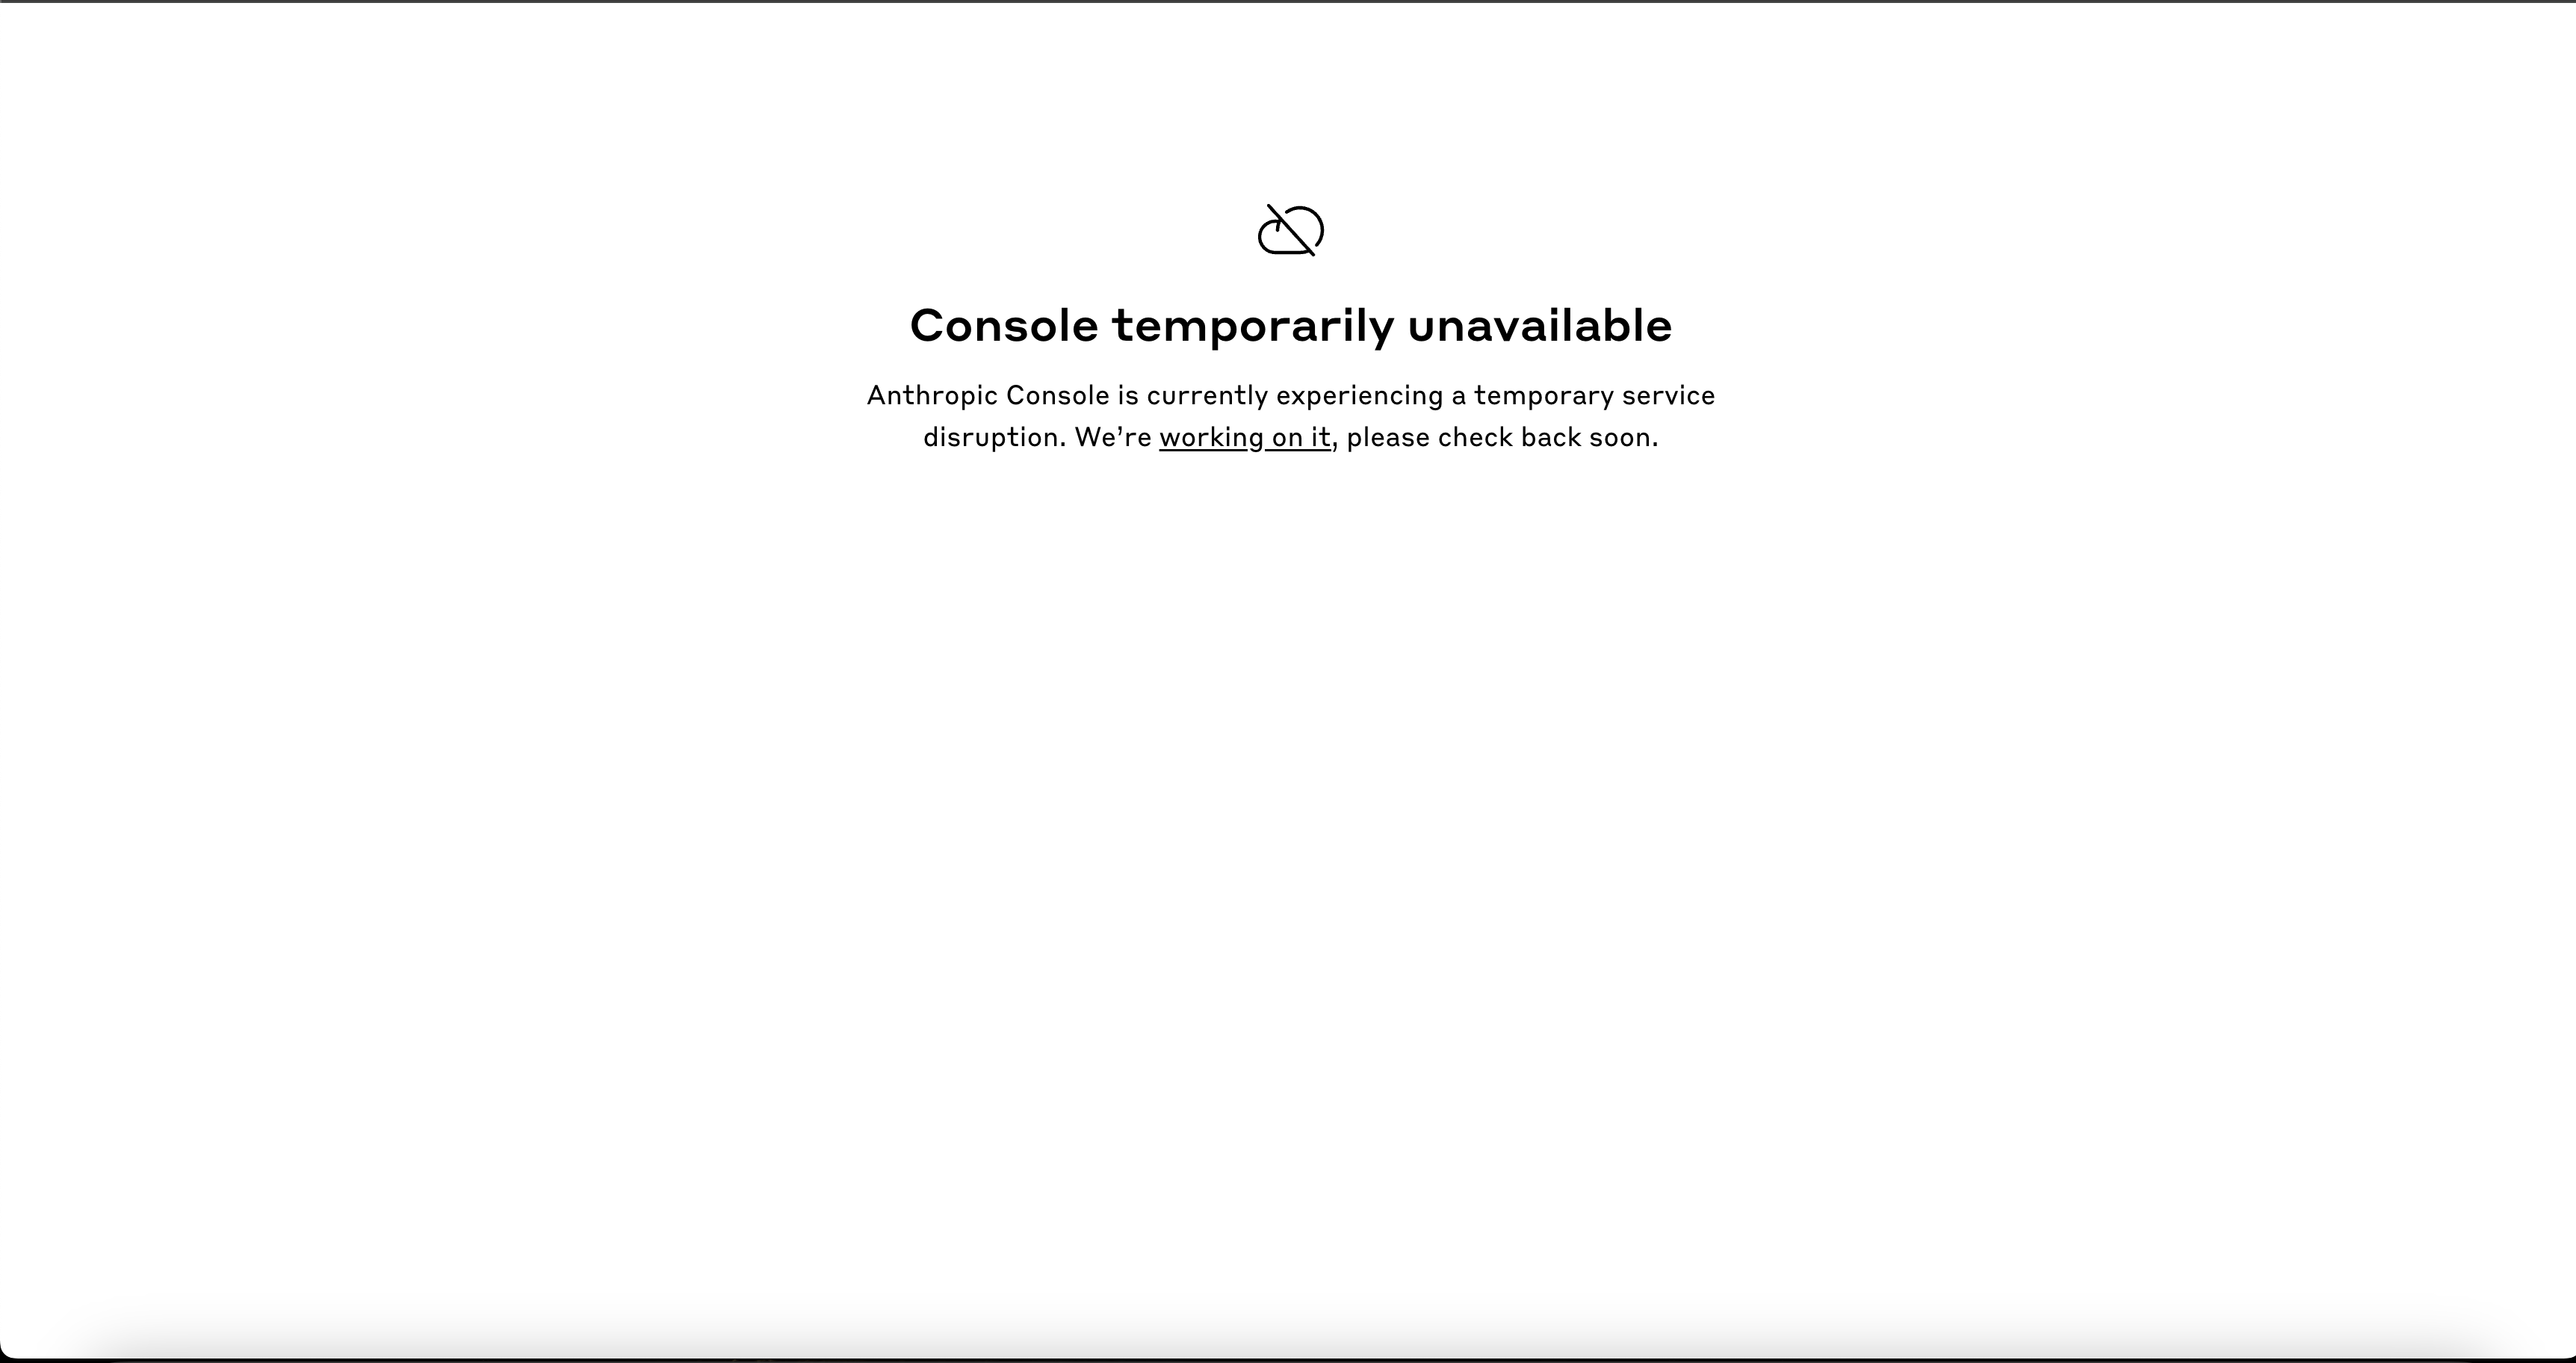 Console temporarily unavailable
Anthropic Console is currently experiencing a temporary service
disruption. We’re working on it, please check back soon.